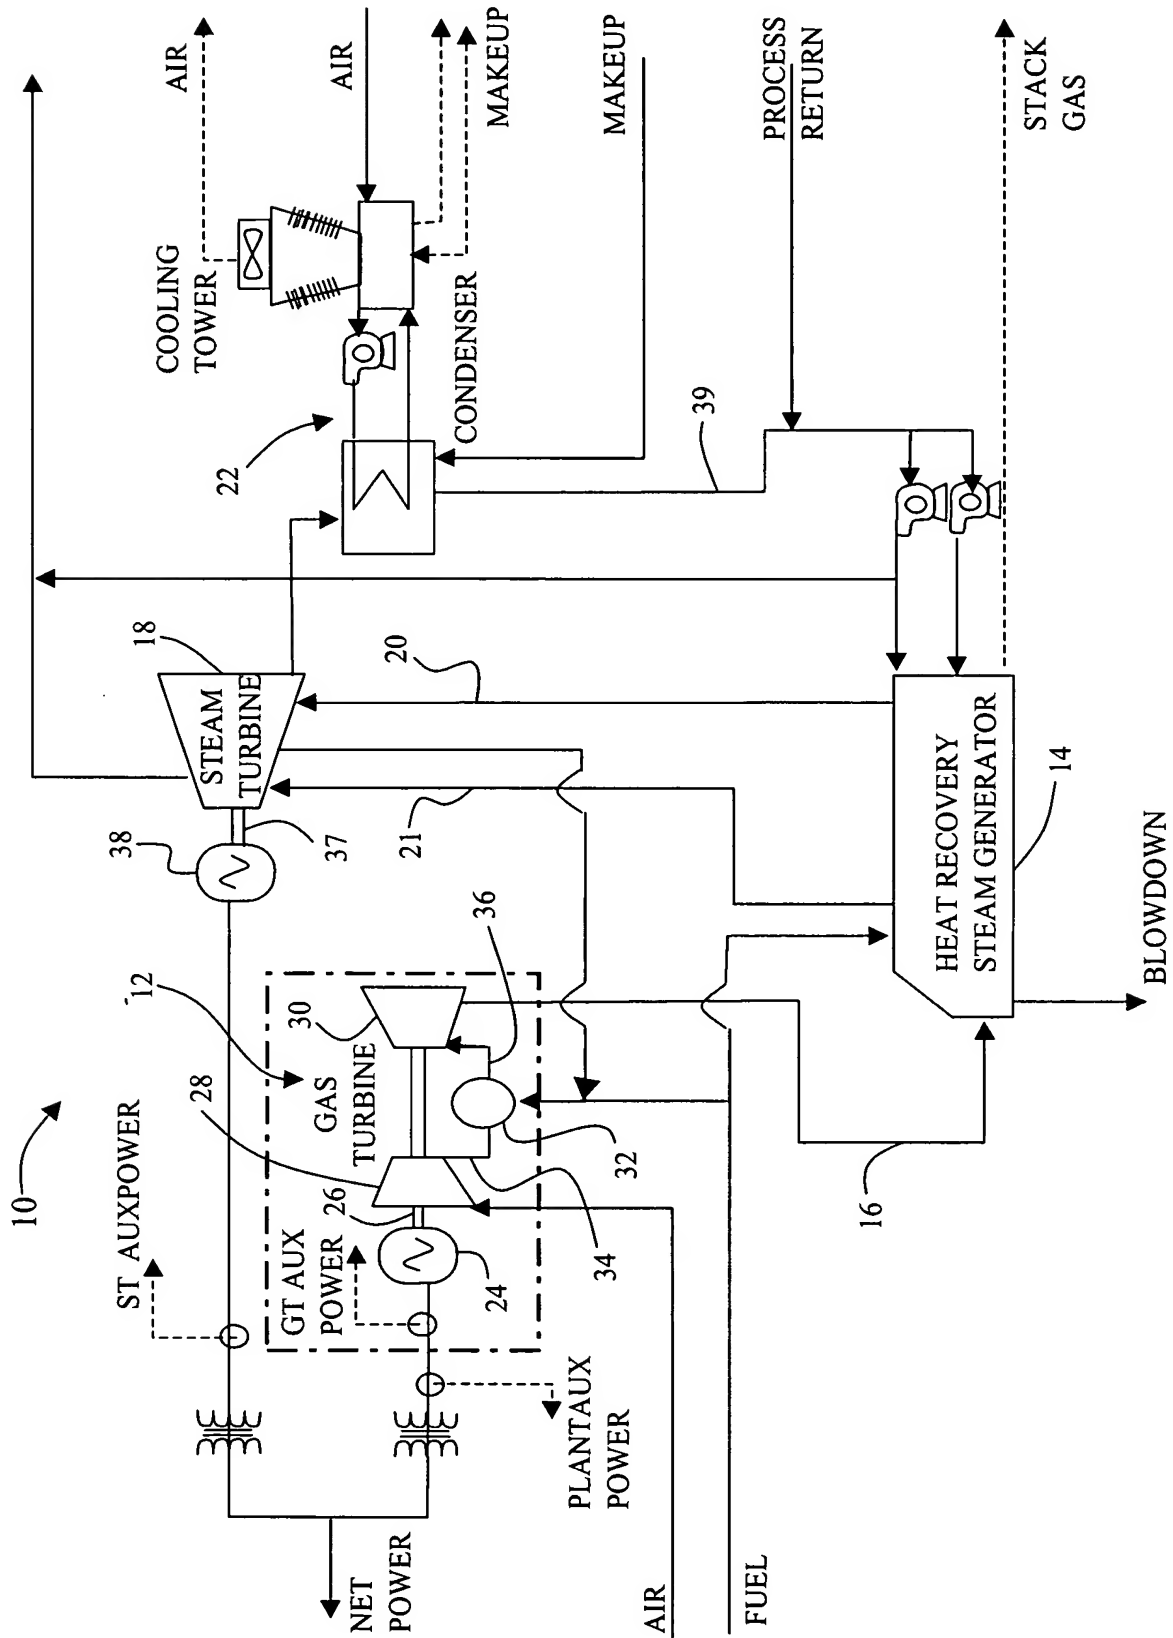 10
ST AUXPOWER
12
28
GT AUX
POWER
26
24
GAS
TURBINE
30
34
32
36
NET
POWER
PLANTAUX
POWER
AIR
FUEL
16
38
37
STEAM
TURBINE
18
21
20
22
COOLING
TOWER
CONDENSER
AIR
AIR
MAKEUP
MAKEUP
39
PROCESS
RETURN
HEAT RECOVERY
STEAM GENERATOR
14
BLOWDOWN
STACK
GAS